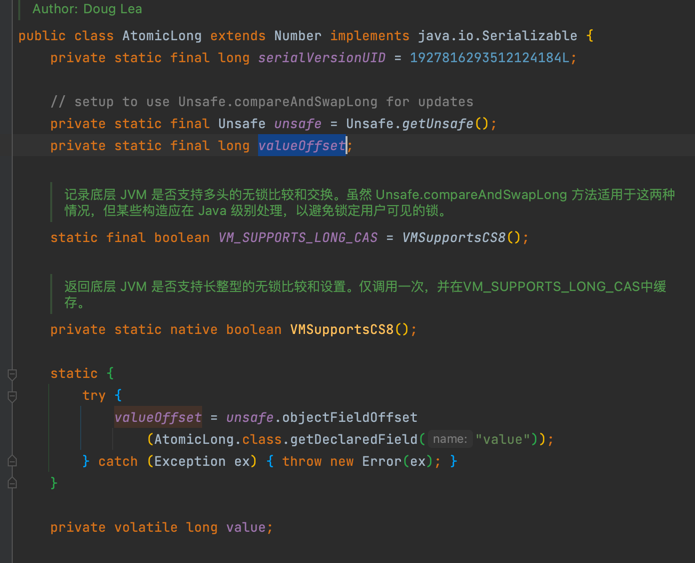 Author: Doug Lea
public class AtomicLong extends Number implements java.io.Serializable {
private static final long serialVersionUID = 1927816293512124184L;
// setup to use Unsafe.compareAndSwapLong for updates
private static final Unsafe unsafe = Unsafe.getUnsafe();
private static final long valueOffset;
记录底层 JVM 是否支持多头的无锁比较和交换。虽然 Unsafe.compareAndSwapLong 方法适用于这两种
情况，但某些构造应在 Java 级别处理，以避免锁定用户可见的锁。
static final boolean VM_SUPPORTS_LONG_CAS = VMSupportsCS8();
返回底层 JVM 是否支持长整型的无锁比较和设置。仅调用一次，并在VM_SUPPORTS_LONG_CAS中缓
存。
private static native boolean VMSupportsCS8();
static {
try {
valueOffset = unsafe.objectFieldOffset
(AtomicLong.class.getDeclaredField( name: "value"));
} catch (Exception ex) { throw new Error(ex); }
}
private volatile long value;